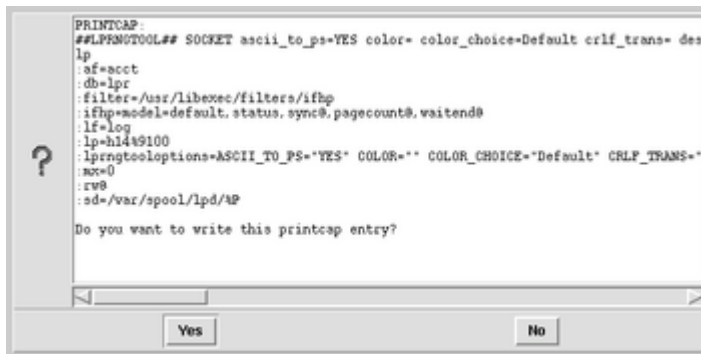 PRINTCAP:
##LPRNGTOOL## SOCKET ascii_to_ps=YES color= color_choice=Default crlf_trans= des
lp
:af=acct
:db=lpr
:filter=/usr/libexec/filters/ifhp
:ifhp=model=default,status,sync@,pagecount@,waitend@
:lf=log
:lp=h14%9100
:lprngtooloptions=ASCII_TO_PS="YES" COLOR="" COLOR_CHOICE="Default" CRLF_TRANS="
:mx=0
:rw@
:sd=/var/spool/lpd/%P
Do you want to write this printcap entry?
Yes No